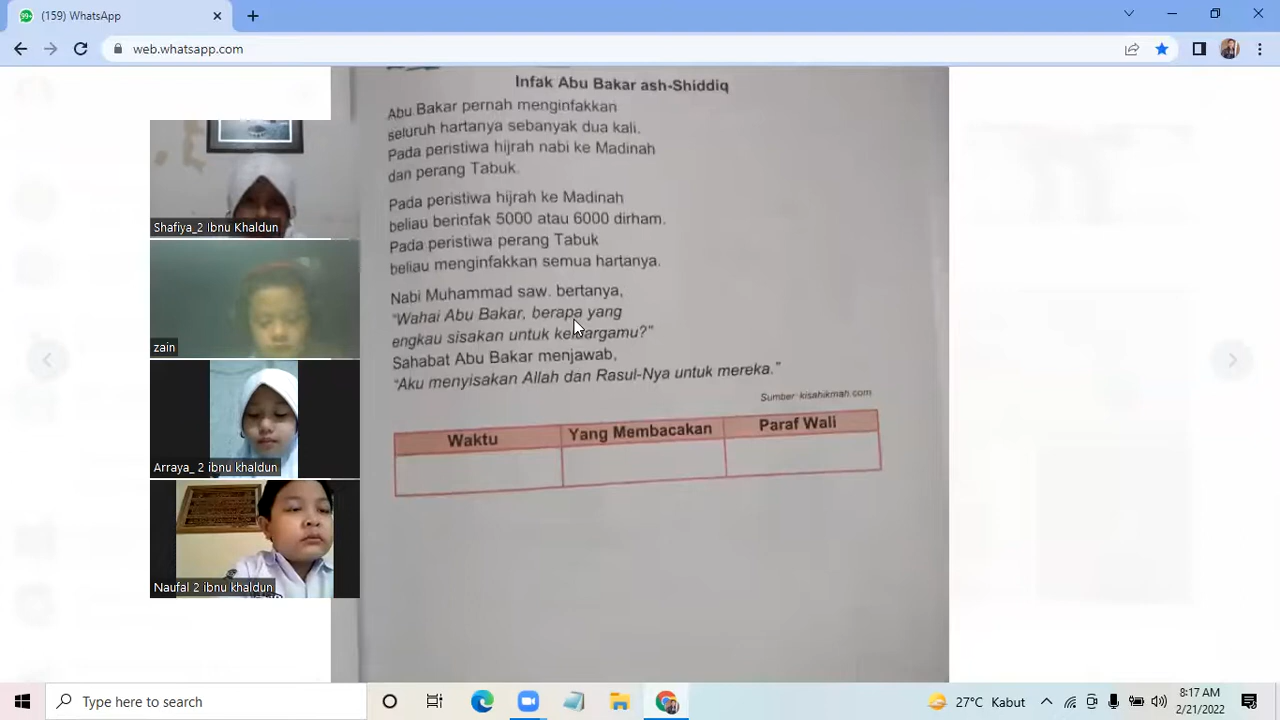 99+
(159) WhatsApp
web.whatsapp.com
Infak Abu Bakar ash-Shiddiq
Abu Bakar pernah menginfakkan
seluruh hartanya sebanyak dua kali.
Pada peristiwa hijrah nabi ke Madinah
dan perang Tabuk.
Pada peristiwa hijrah ke Madinah
beliau berinfak 5000 atau 6000 dirham.
Pada peristiwa perang Tabuk
beliau menginfakkan semua hartanya.
Nabi Muhammad saw. bertanya,
“Wahai Abu Bakar, berapa yang
engkau sisakan untuk keluargamu?”
Sahabat Abu Bakar menjawab,
“Aku menyisakan Allah dan Rasul-Nya untuk mereka.”
Sumber kisahikmah.com
Waktu Yang Membacakan Paraf Wali
Shafiya_2 Ibnu Khaldun
zain
Arraya_ 2 ibnu khaldun
Naufal 2 ibnu khaldun
Type here to search
27°C Kabut
8:17 AM
2/21/2022